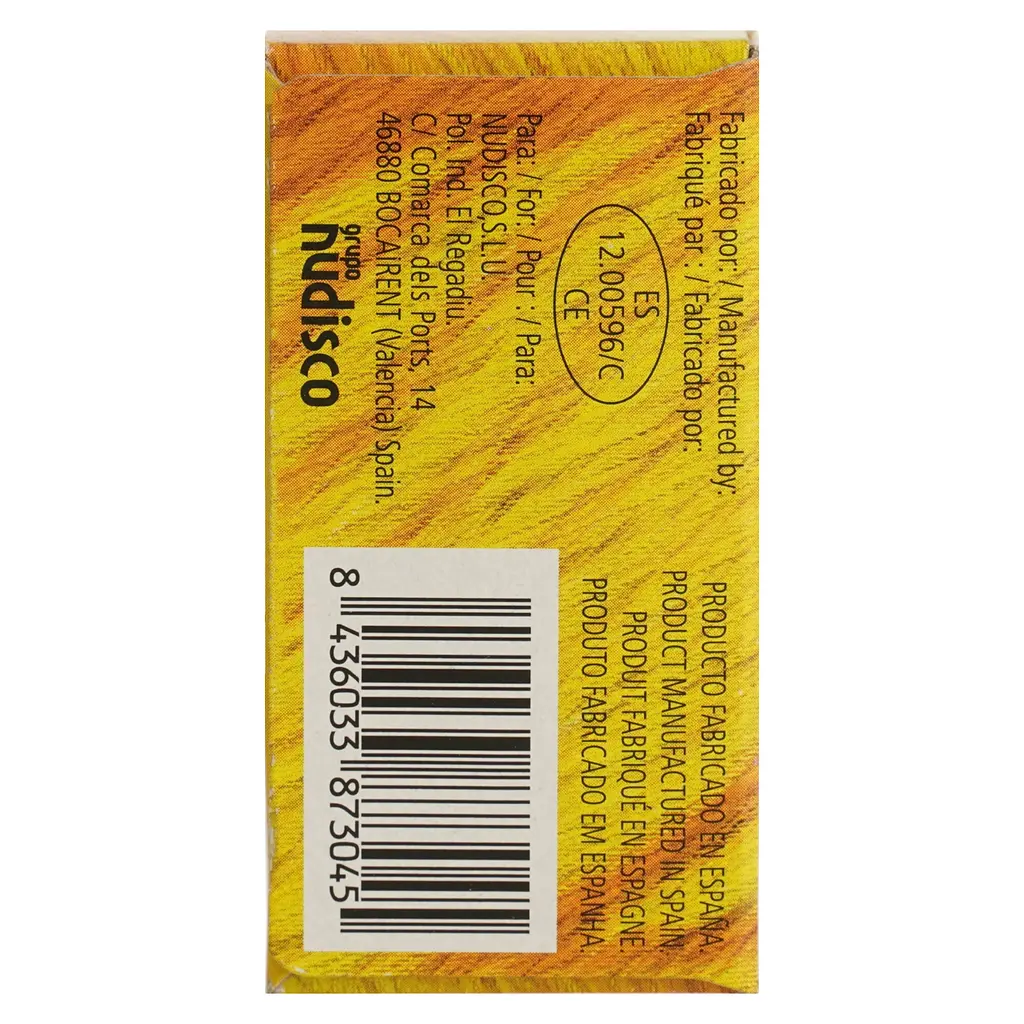 Fabricado por: / Manufactured by:
Fabriqué par : / Fabricado por:
ES
12.00596/C
CE
Para: / For: / Pour : / Para:
NUDISCO,S.L.U.
Pol. Ind. El Regadiu.
C/ Comarca dels Ports, 14
46880 BOCAIRENT (Valencia) Spain.
grupo
nudisco
PRODUCTO FABRICADO EN ESPAÑA.
PRODUCT MANUFACTURED IN SPAIN.
PRODUIT FABRIQUÉ EN ESPAGNE.
PRODUTO FABRICADO EM ESPANHA.
8 436033 873045